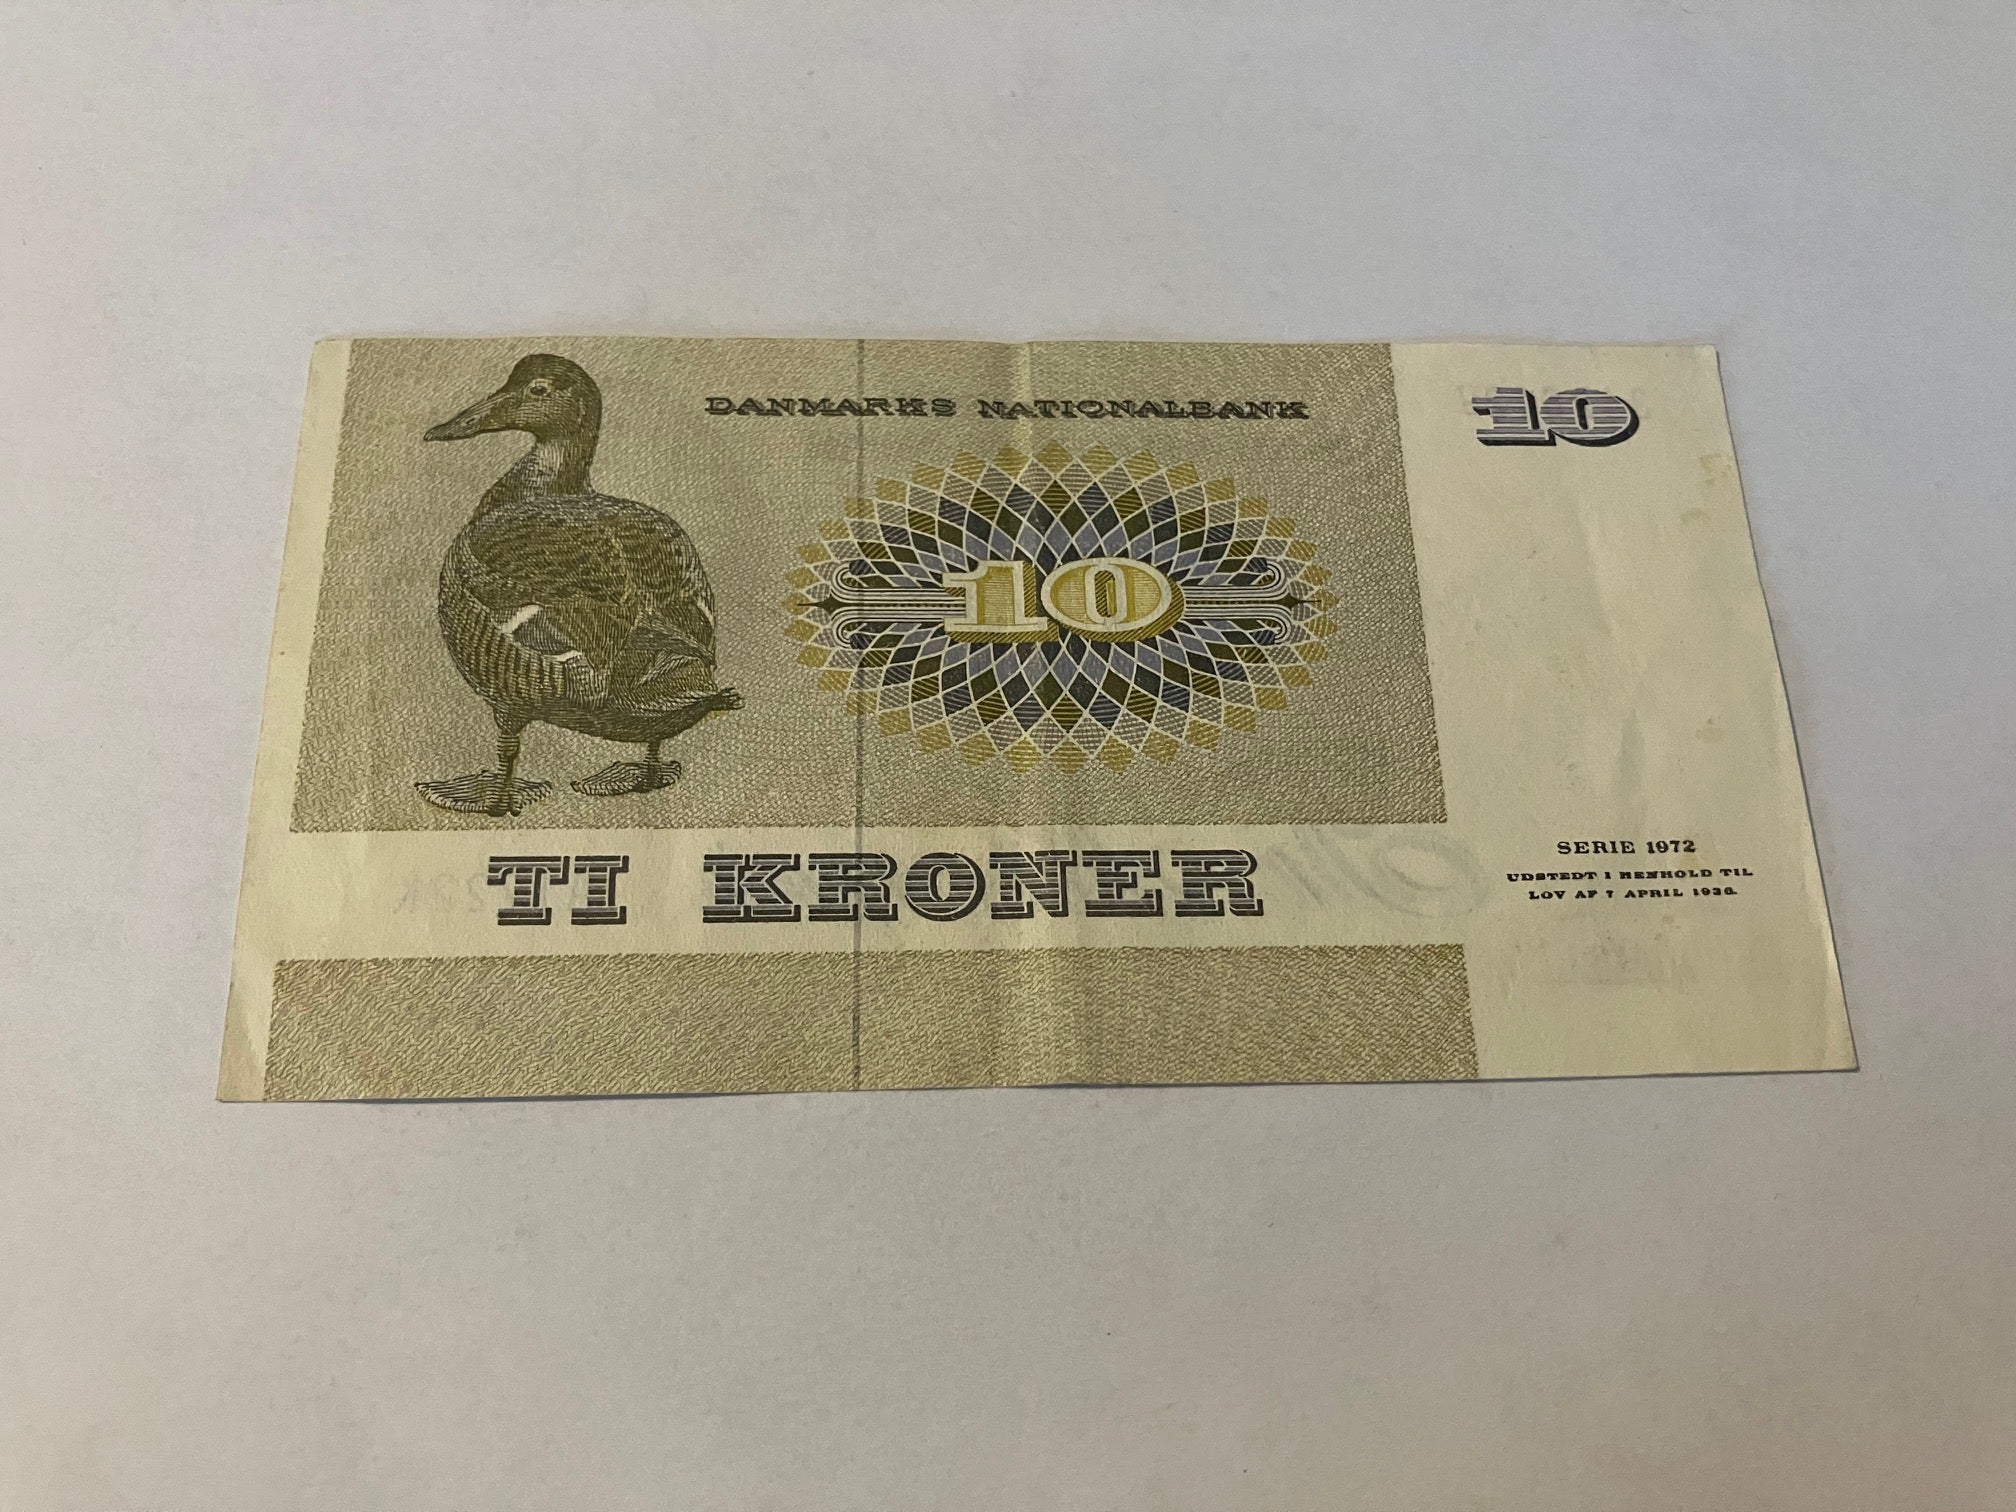 DANMARKS NATIONALBANK
10
10
TI KRONER
SERIE 1972
UDSTEDT I HENHOLD TIL
LOV AF 7 APRIL 1936.